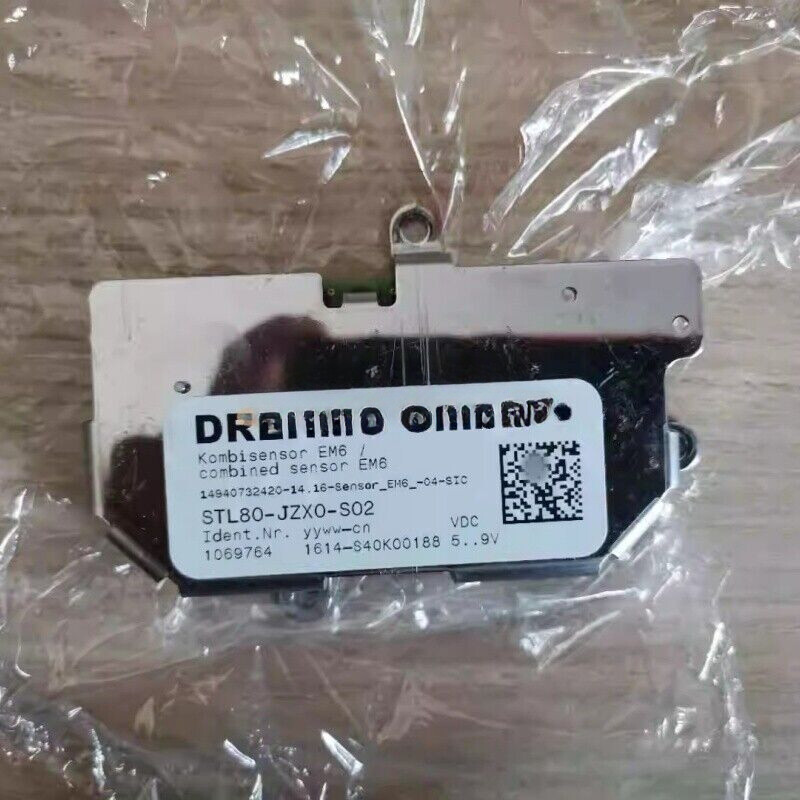 Kombisensor EM6 /
combined sensor EM6
14940732420-14.16-Sensor_EM6_-04-SIC
STL80-JZX0-S02
Ident.Nr. yyww-cn VDC
1069764 1614-S40K00188 5..9V